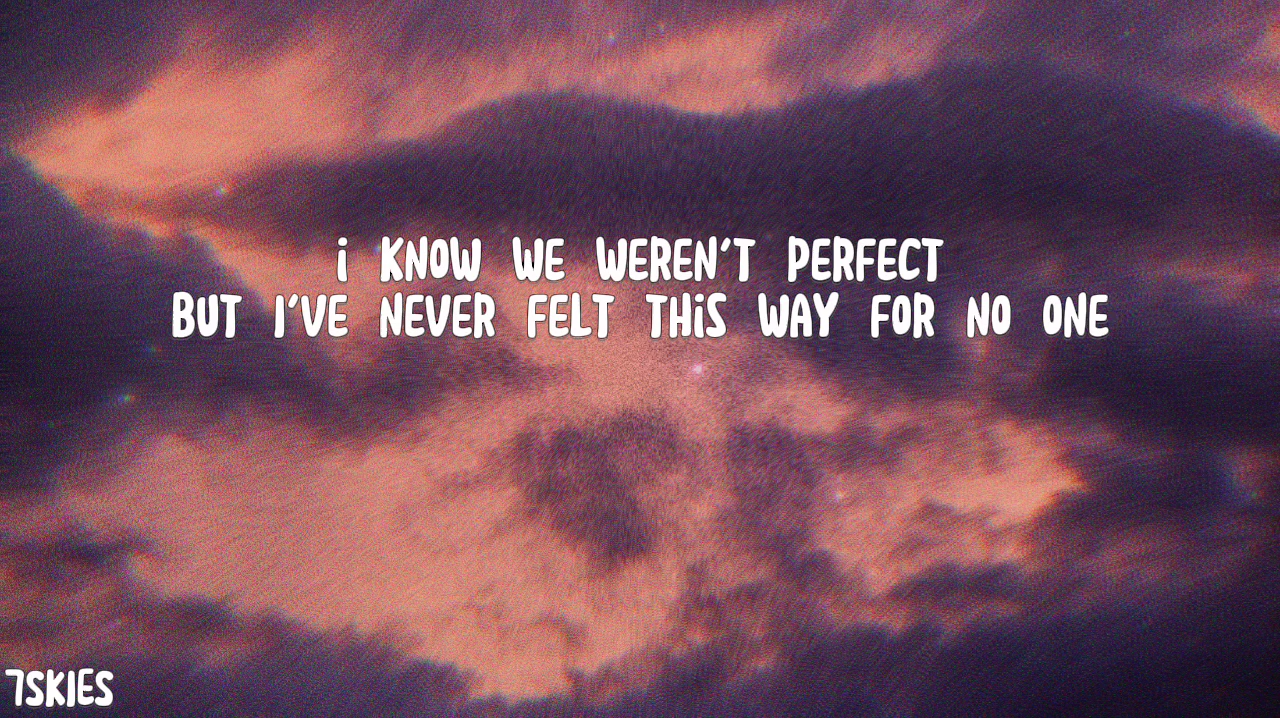 i KNOW WE WEREN'T PERFECT
BUT I'VE NEVER FELT THiS WAY FOR NO ONE
7SKIES